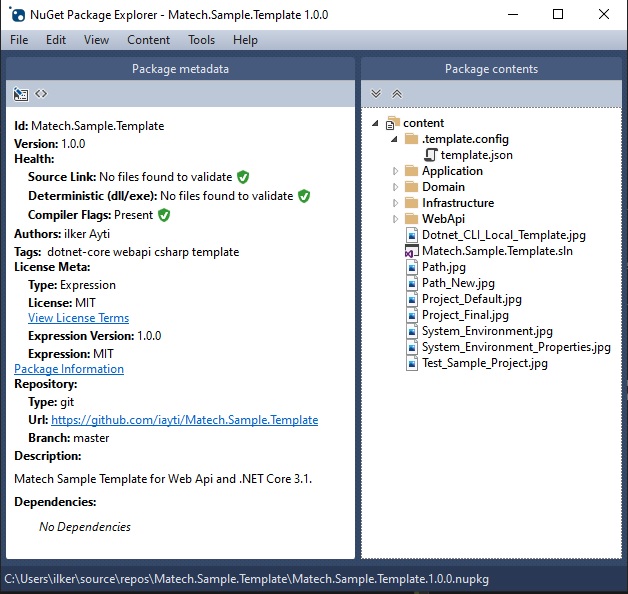 NuGet Package Explorer - Matech.Sample.Template 1.0.0
File Edit View Content Tools Help
Package metadata
Id: Matech.Sample.Template
Version: 1.0.0
Health:
Source Link: No files found to validate
Deterministic (dll/exe): No files found to validate
Compiler Flags: Present
Authors: ilker Ayti
Tags: dotnet-core webapi csharp template
License Meta:
Type: Expression
License: MIT
View License Terms
Expression Version: 1.0.0
Expression: MIT
Package Information
Repository:
Type: git
Url: https://github.com/iayti/Matech.Sample.Template
Branch: master
Description:
Matech Sample Template for Web Api and .NET Core 3.1.
Dependencies:
No Dependencies
Package contents
content
.template.config
template.json
Application
Domain
Infrastructure
WebApi
Dotnet_CLI_Local_Template.jpg
Matech.Sample.Template.sln
Path.jpg
Path_New.jpg
Project_Default.jpg
Project_Final.jpg
System_Environment.jpg
System_Environment_Properties.jpg
Test_Sample_Project.jpg
C:\Users\ilker\source\repos\Matech.Sample.Template\Matech.Sample.Template.1.0.0.nupkg